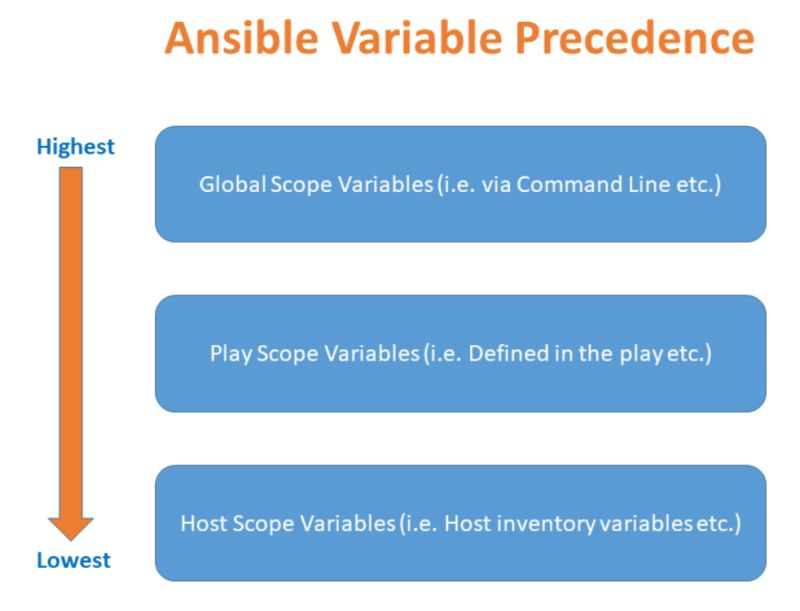 Ansible Variable Precedence
Highest
Global Scope Variables (i.e. via Command Line etc.)
Play Scope Variables (i.e. Defined in the play etc.)
Host Scope Variables (i.e. Host inventory variables etc.)
Lowest